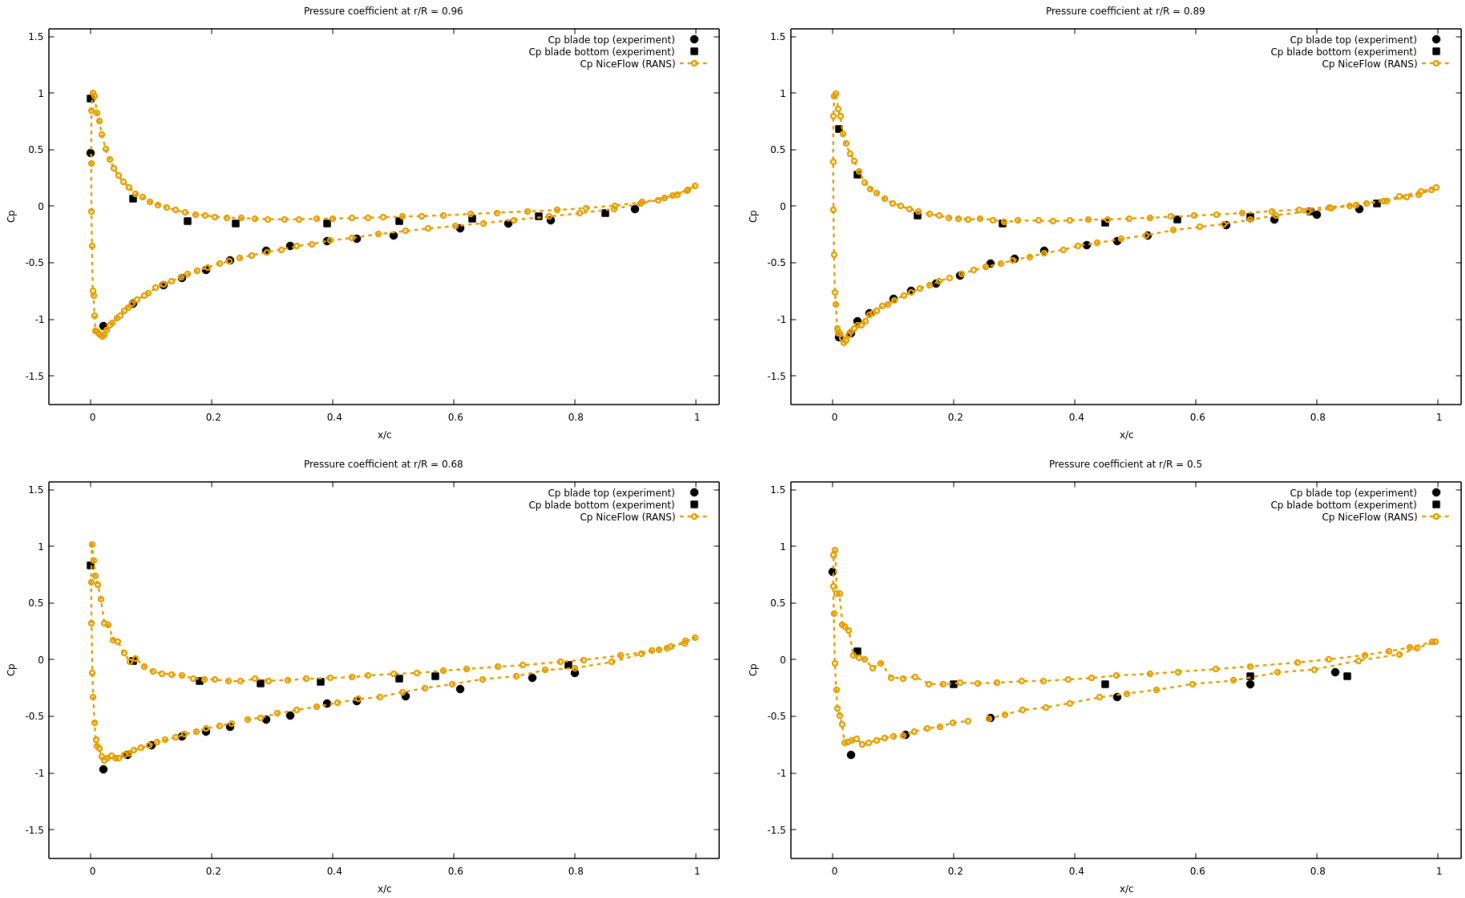 Pressure coefficient at r/R = 0.96
Cp blade top (experiment)
Cp blade bottom (experiment)
Cp NiceFlow (RANS)
1.5
1
0.5
0
-0.5
-1
-1.5
Cp
0 0.2 0.4 0.6 0.8 1
x/c
Pressure coefficient at r/R = 0.89
Cp blade top (experiment)
Cp blade bottom (experiment)
Cp NiceFlow (RANS)
1.5
1
0.5
0
-0.5
-1
-1.5
Cp
0 0.2 0.4 0.6 0.8 1
x/c
Pressure coefficient at r/R = 0.68
Cp blade top (experiment)
Cp blade bottom (experiment)
Cp NiceFlow (RANS)
1.5
1
0.5
0
-0.5
-1
-1.5
Cp
0 0.2 0.4 0.6 0.8 1
x/c
Pressure coefficient at r/R = 0.5
Cp blade top (experiment)
Cp blade bottom (experiment)
Cp NiceFlow (RANS)
1.5
1
0.5
0
-0.5
-1
-1.5
Cp
0 0.2 0.4 0.6 0.8 1
x/c